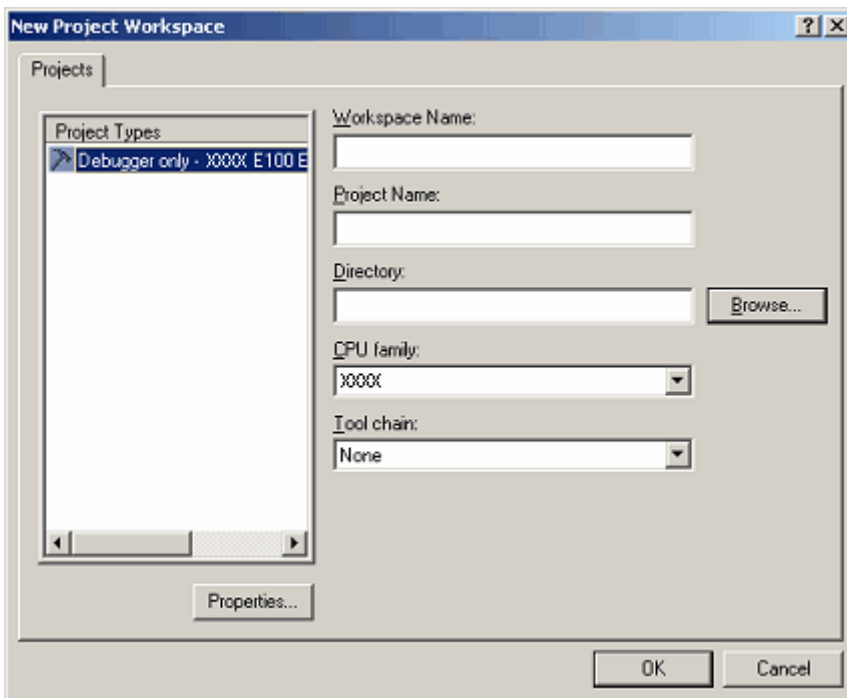 New Project Workspace
Projects
Project Types
Debugger only - XXXX E100 E
Workspace Name:
Project Name:
Directory:
Browse...
CPU family:
XXXX
Tool chain:
None
Properties...
OK
Cancel